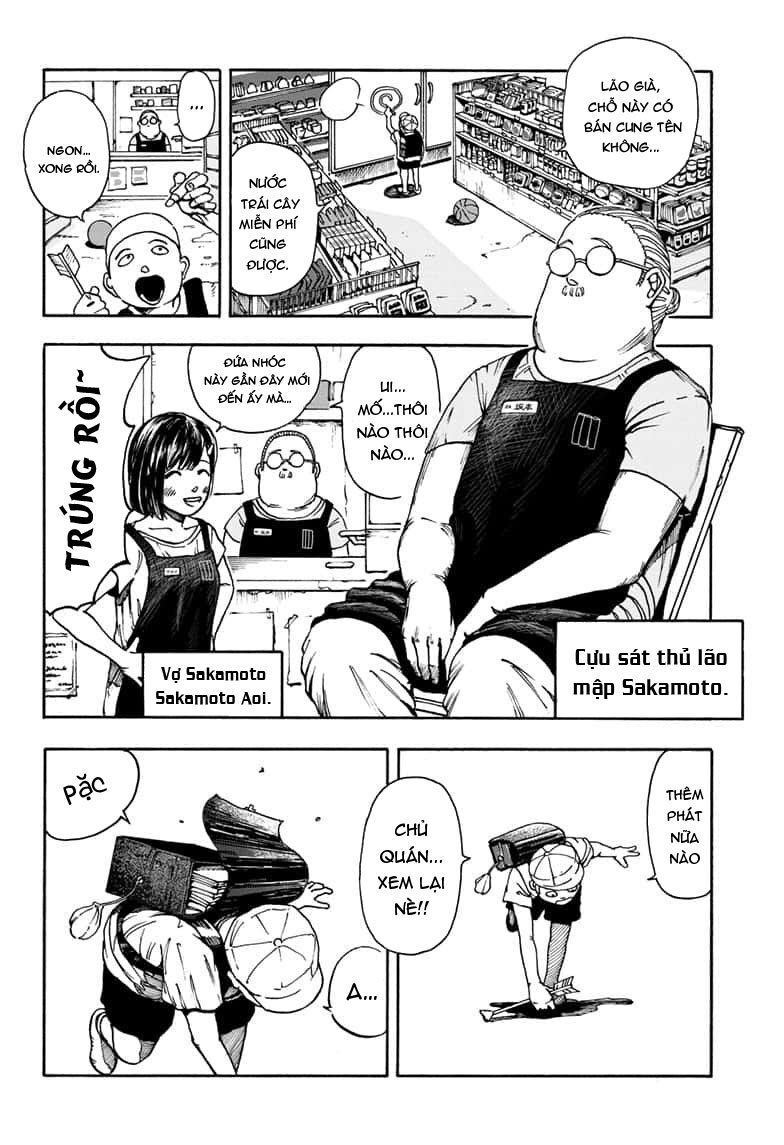 LÃO GIÀ,
CHỖ NÀY CÓ
BÁN CUNG TÊN
KHÔNG...
NƯỚC
TRÁI CÂY
MIỄN PHÍ
CŨNG
ĐƯỢC.
...
NGON...
XONG RỒI.
UI...
MỐ...THÔI
NÀO THÔI
NÀO...
ĐỨA NHÓC
NÀY GẦN ĐÂY MỚI
ĐẾN ẤY MÀ...
TRÚNG RỒI~
坂本
Cựu sát thủ lão
mập Sakamoto.
Vợ Sakamoto
Sakamoto Aoi.
THÊM
PHÁT
NỮA
NÀO
CHỦ
QUÁN...
XEM LẠI
NÈ!!
PẶC
A...